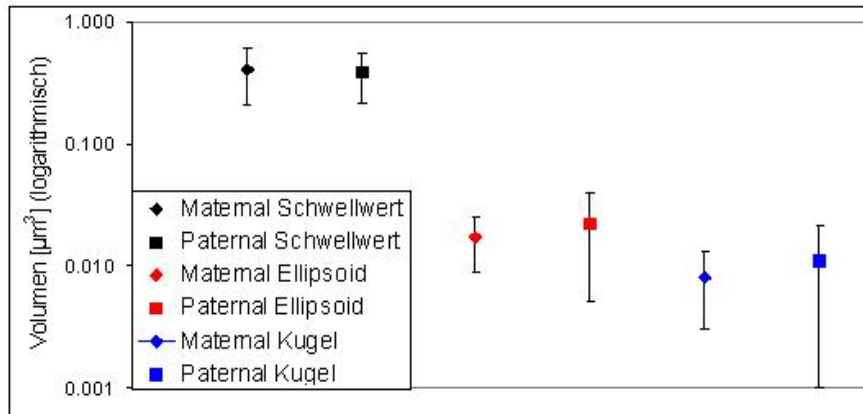 1.000
0.100
0.010
0.001
Volumen [µm³] (logarithmisch)
Maternal Schwellwert
Paternal Schwellwert
Maternal Ellipsoid
Paternal Ellipsoid
Maternal Kugel
Paternal Kugel